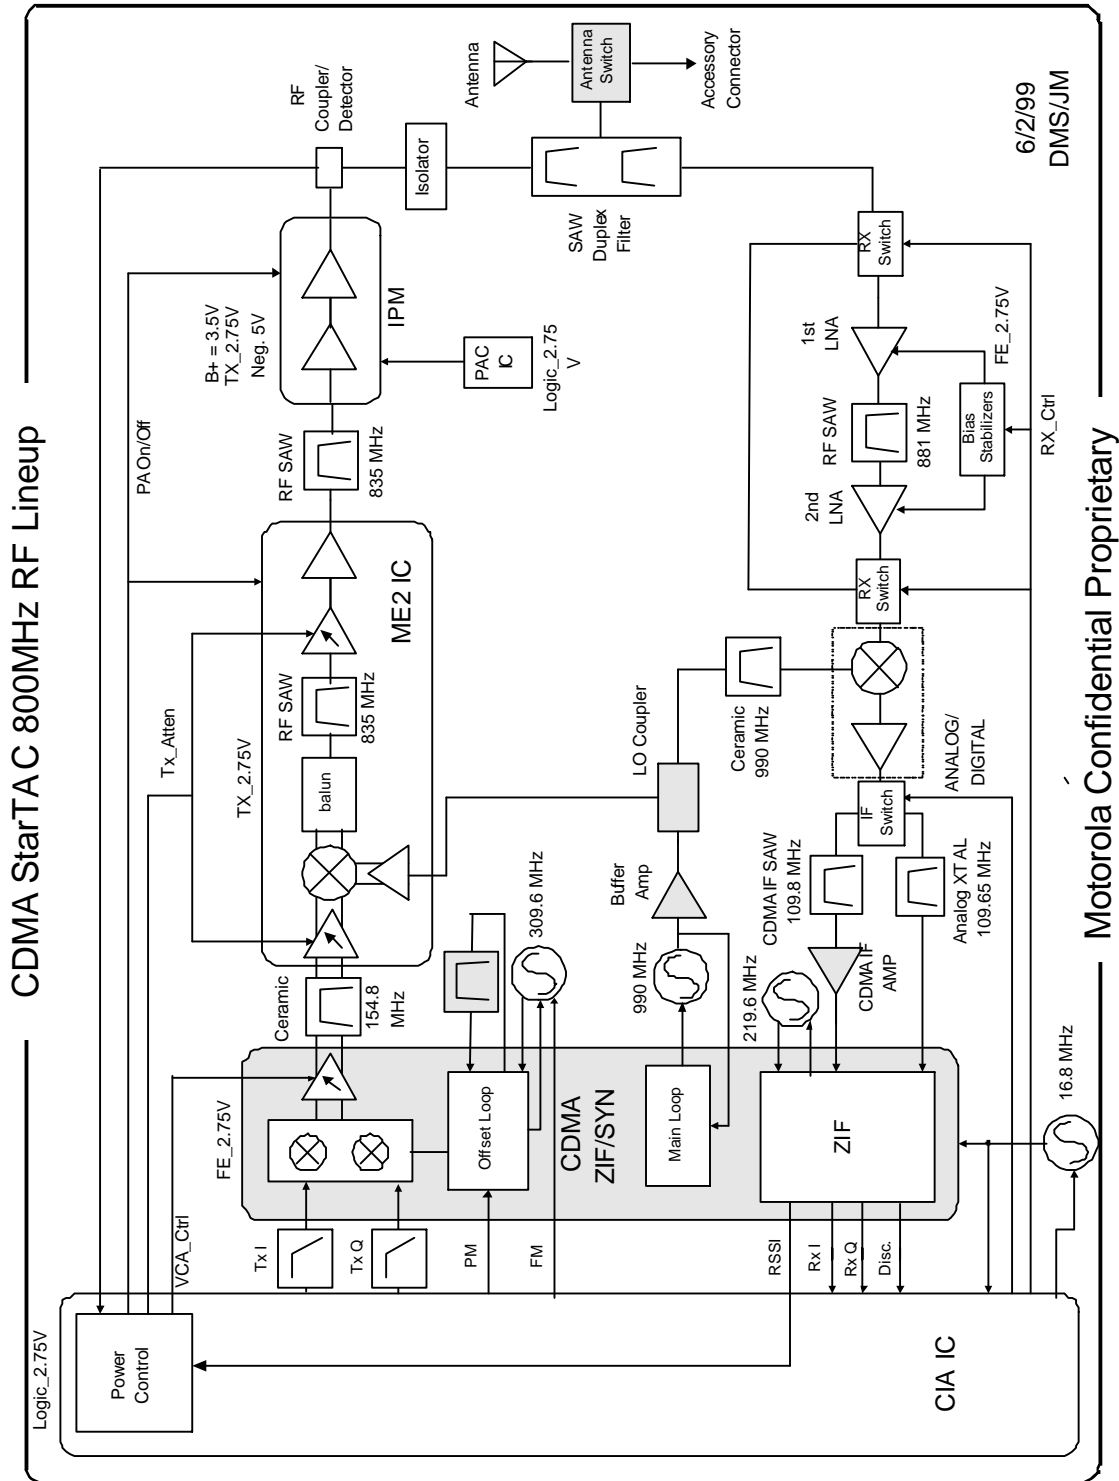 CDMA StarTAC 800MHz RF Lineup
Logic_2.75V
Power
Control
CIA IC
VCA_Ctrl
Tx_Atten
PA On/Off
Tx I
Tx Q
PM
FM
RSSI
Rx I
Rx Q
Disc.
FE_2.75V
Offset Loop
CDMA
ZIF/SYN
Main Loop
ZIF
16.8 MHz
Ceramic
154.8
MHz
309.6 MHz
990 MHz
219.6 MHz
TX_2.75V
balun
RF SAW
835 MHz
ME2 IC
RF SAW
835 MHz
B+ = 3.5V
TX_2.75V
Neg. 5V
IPM
PAC
IC
Logic_2.75
V
RF
Coupler/
Detector
Isolator
Antenna
Antenna
Switch
Accessory
Connector
SAW
Duplex
Filter
Buffer
Amp
LO Coupler
Ceramic
990 MHz
CDMA IF SAW
109.8 MHz
CDMA IF
AMP
Analog XTAL
109.65 MHz
IF
Switch
ANALOG/
DIGITAL
RX
Switch
2nd
LNA
RF SAW
881 MHz
1st
LNA
RX
Switch
Bias
Stabilizers
FE_2.75V
RX_Ctrl
6/2/99
DMS/JM
Motorola Confidential Proprietary